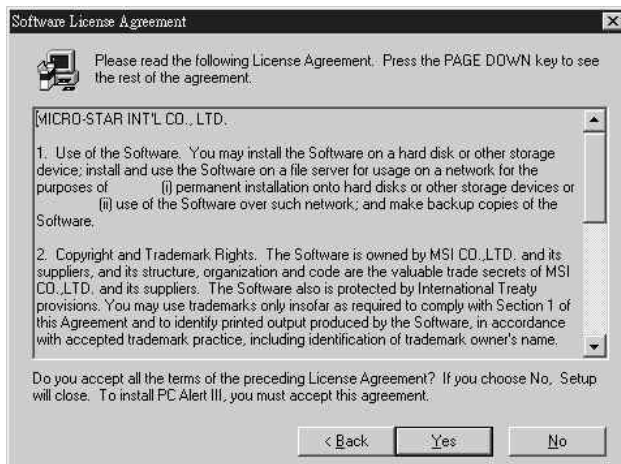 Software License Agreement
Please read the following License Agreement. Press the PAGE DOWN key to see
the rest of the agreement.
MICRO-STAR INT'L CO., LTD.
1. Use of the Software. You may install the Software on a hard disk or other storage
device; install and use the Software on a file server for usage on a network for the
purposes of (i) permanent installation onto hard disks or other storage devices or
(ii) use of the Software over such network; and make backup copies of the
Software.
2. Copyright and Trademark Rights. The Software is owned by MSI CO.,LTD. and its
suppliers, and its structure, organization and code are the valuable trade secrets of MSI
CO.,LTD. and its suppliers. The Software also is protected by International Treaty
provisions. You may use trademarks only insofar as required to comply with Section 1 of
this Agreement and to identify printed output produced by the Software, in accordance
with accepted trademark practice, including identification of trademark owner's name.
Do you accept all the terms of the preceding License Agreement? If you choose No, Setup
will close. To install PC Alert III, you must accept this agreement.
< Back Yes No